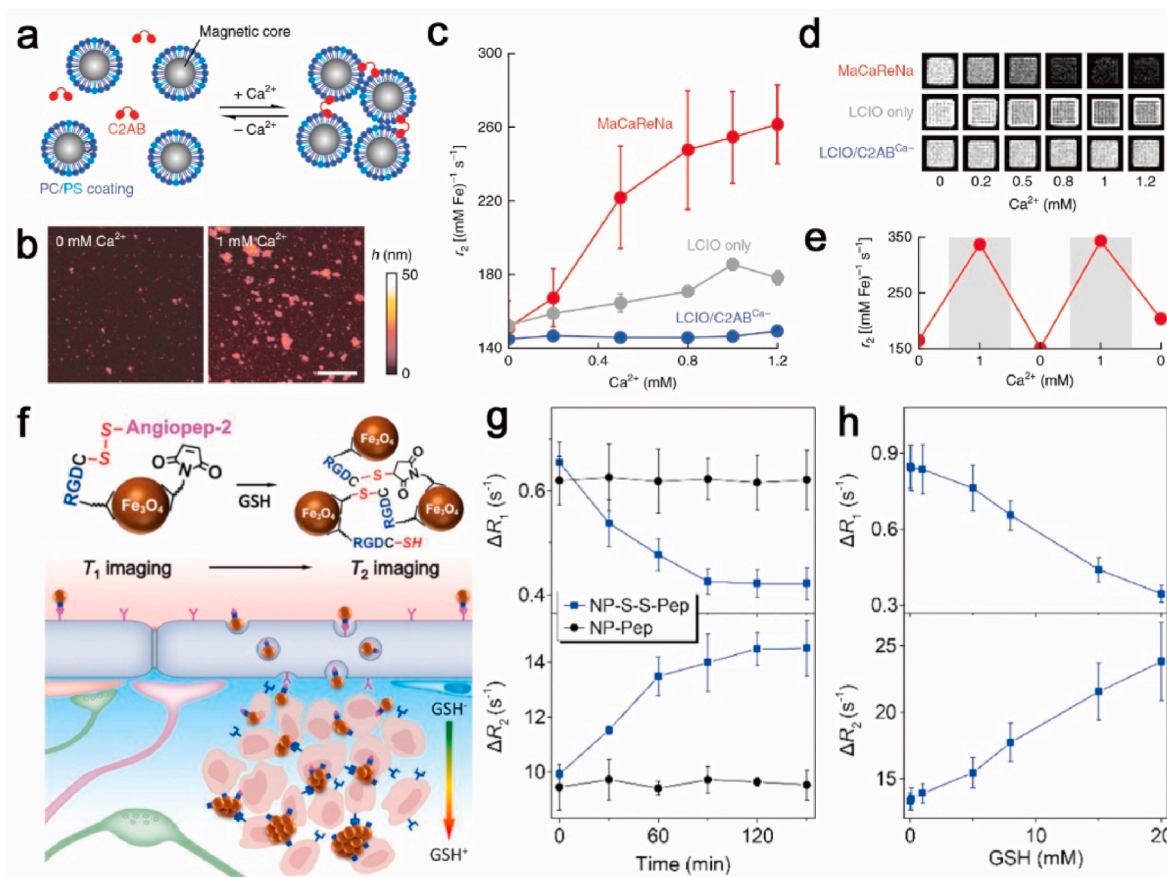 a
Magnetic core
C2AB
PC/PS coating
+ Ca²⁺
− Ca²⁺
b
0 mM Ca²⁺
1 mM Ca²⁺
h (nm)
50
0
c
300
260
220
180
140
r₂ [(mM Fe)⁻¹ s⁻¹]
MaCaReNa
LCIO only
LCIO/C2ABCa−
0
0.4
0.8
1.2
Ca²⁺ (mM)
d
MaCaReNa
LCIO only
LCIO/C2ABCa−
0 0.2 0.5 0.8 1 1.2
Ca²⁺ (mM)
e
350
250
150
r₂ [(mM Fe)⁻¹ s⁻¹]
0 1 0 1 0
Ca²⁺ (mM)
f
S-Angiopep-2
S
RGDC
N
O
O
Fe₃O₄
GSH
Fe₃O₄
RGDC-S
O
N
O
S-S
RGDC
Fe₃O₄
Fe₃O₄
RGDC-SH
T₁ imaging
T₂ imaging
GSH⁻
GSH⁺
g
ΔR₁ (s⁻¹)
0.6
0.4
NP-S-S-Pep
NP-Pep
ΔR₂ (s⁻¹)
14
12
10
0 60 120
Time (min)
h
ΔR₁ (s⁻¹)
0.9
0.6
0.3
ΔR₂ (s⁻¹)
25
20
15
0 10 20
GSH (mM)